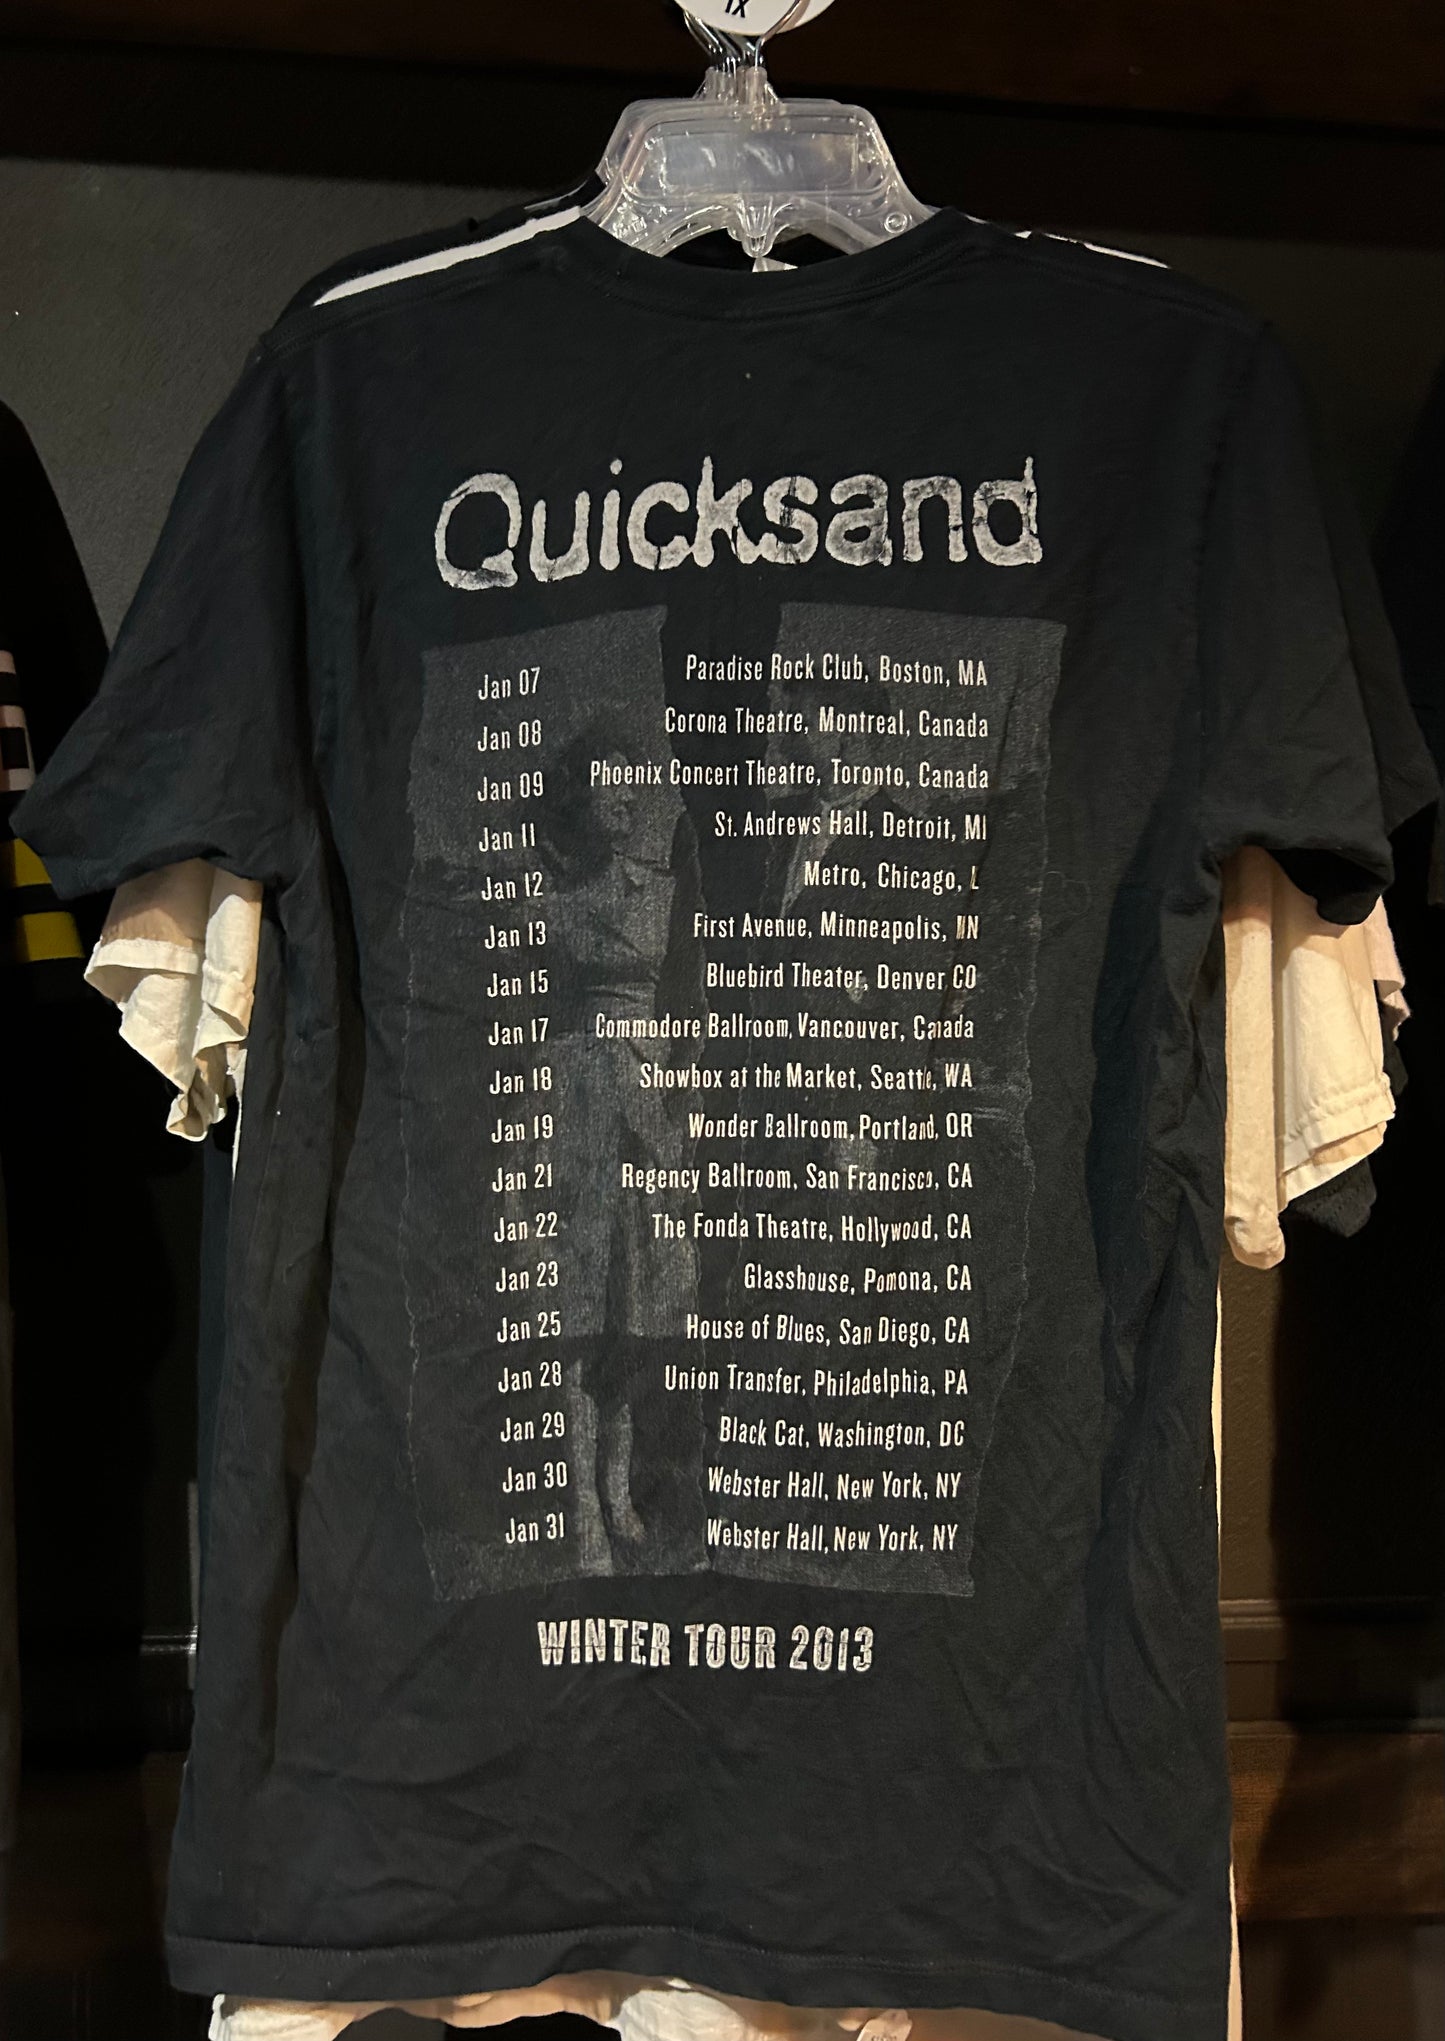 IX
Quicksand
Jan 07 Paradise Rock Club, Boston, MA
Jan 08 Corona Theatre, Montreal, Canada
Jan 09 Phoenix Concert Theatre, Toronto, Canada
Jan 11 St. Andrews Hall, Detroit, MI
Jan 12 Metro, Chicago, L
Jan 13 First Avenue, Minneapolis, MN
Jan 15 Bluebird Theater, Denver CO
Jan 17 Commodore Ballroom, Vancouver, Canada
Jan 18 Showbox at the Market, Seattle, WA
Jan 19 Wonder Ballroom, Portland, OR
Jan 21 Regency Ballroom, San Francisco, CA
Jan 22 The Fonda Theatre, Hollywood, CA
Jan 23 Glasshouse, Pomona, CA
Jan 25 House of Blues, San Diego, CA
Jan 28 Union Transfer, Philadelphia, PA
Jan 29 Black Cat, Washington, DC
Jan 30 Webster Hall, New York, NY
Jan 31 Webster Hall, New York, NY
WINTER TOUR 2013